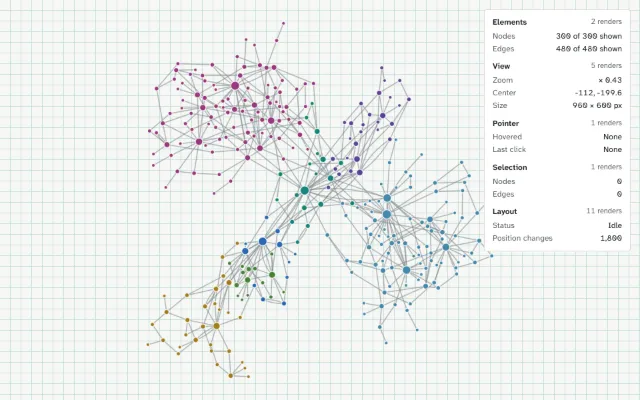 Elements 2 renders
Nodes 300 of 300 shown
Edges 480 of 480 shown
View 5 renders
Zoom × 0.43
Center -112, -199.6
Size 960 × 600 px
Pointer 1 renders
Hovered None
Last click None
Selection 1 renders
Nodes 0
Edges 0
Layout 11 renders
Status Idle
Position changes 1,800